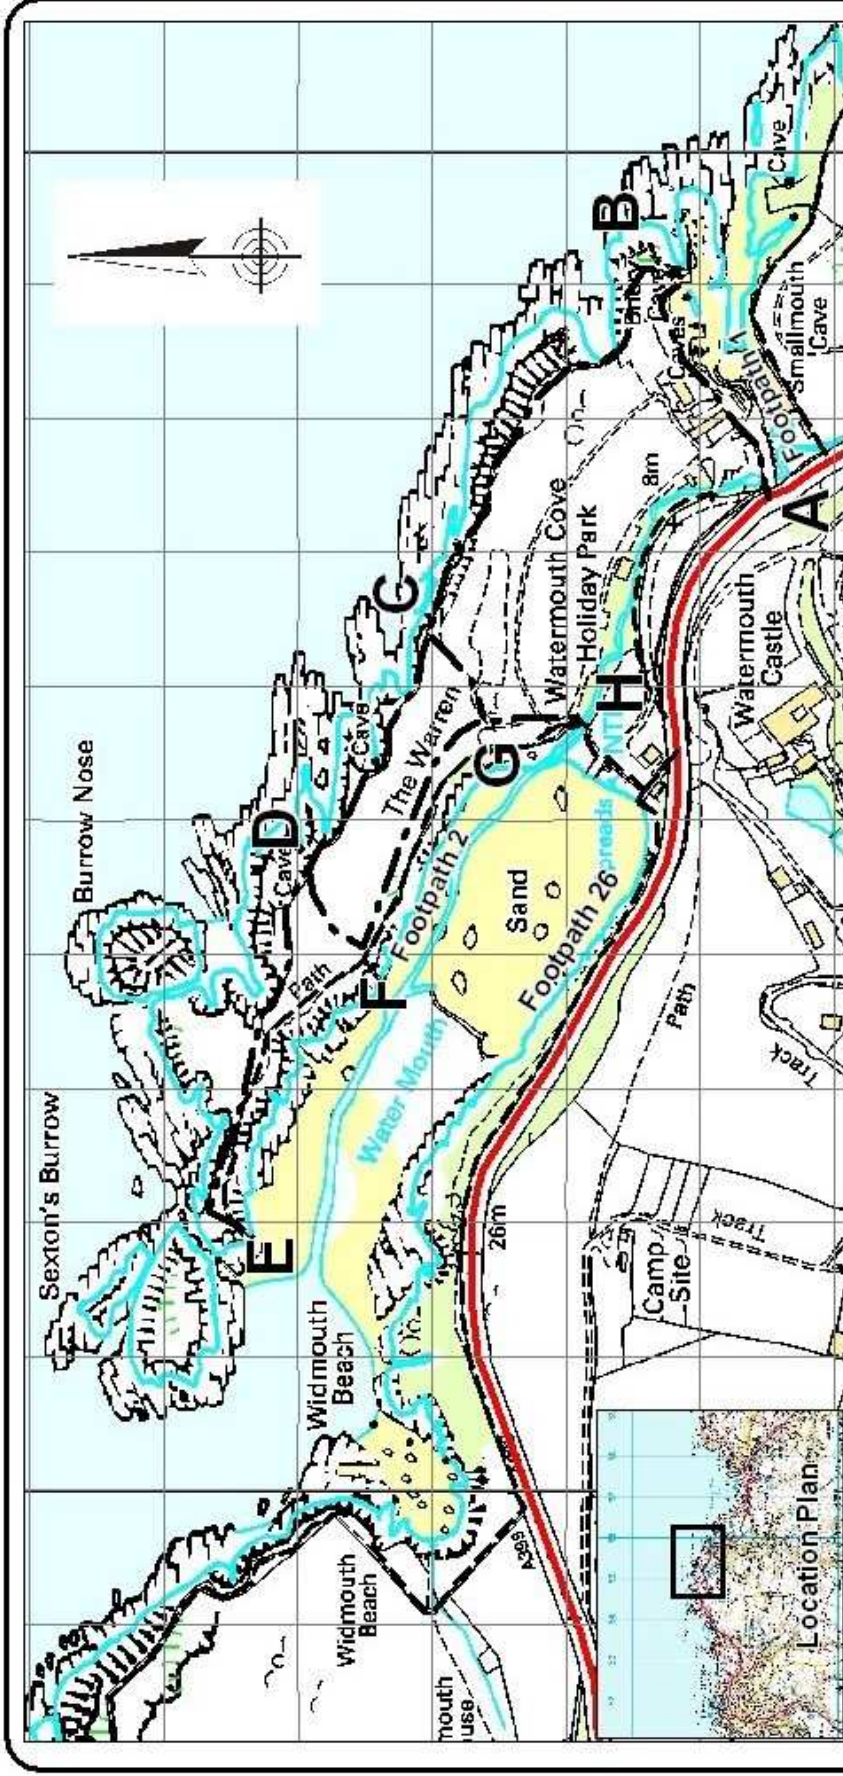 Burrow Nose
Sexton's Burrow
B
Cave
Smallmouth
Cave
Caves
Footpath
A
8m
Watermouth Cove
Holiday Park
C
Cave
The Warren
D
Cave
Path
F
G
H
Footpath 2
Water Mouth
Sand
Footpath 26
Watermouth
Castle
E
Widmouth
Beach
26m
Path
Track
Track
Camp
Site
Widmouth
Beach
A399
mouth
use
Location Plan